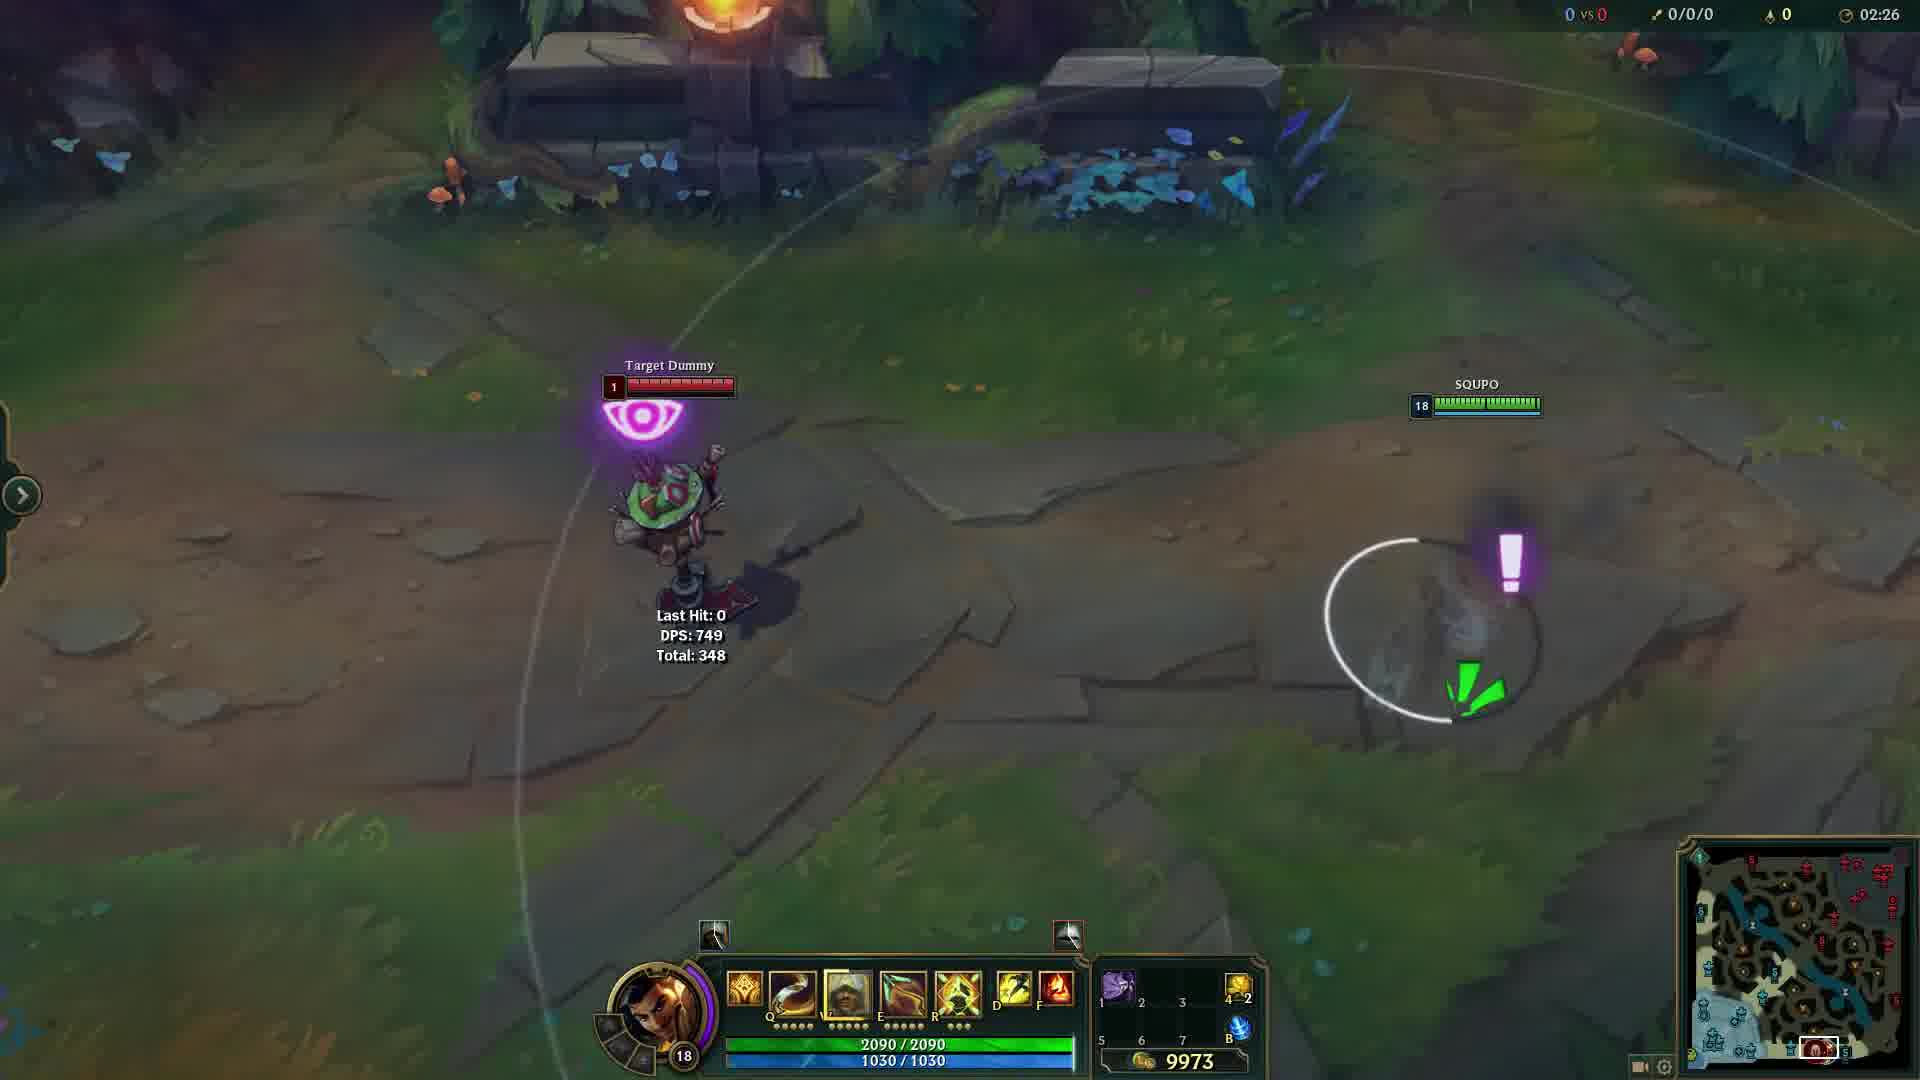 0 vs 0 0/0/0 0 02:26
Target Dummy
1
SQUPO
18
Last Hit: 0
DPS: 749
Total: 348
Q W E R D F
1 2 3 4 2
5 6 7 B
18
2090 / 2090
1030 / 1030
9973